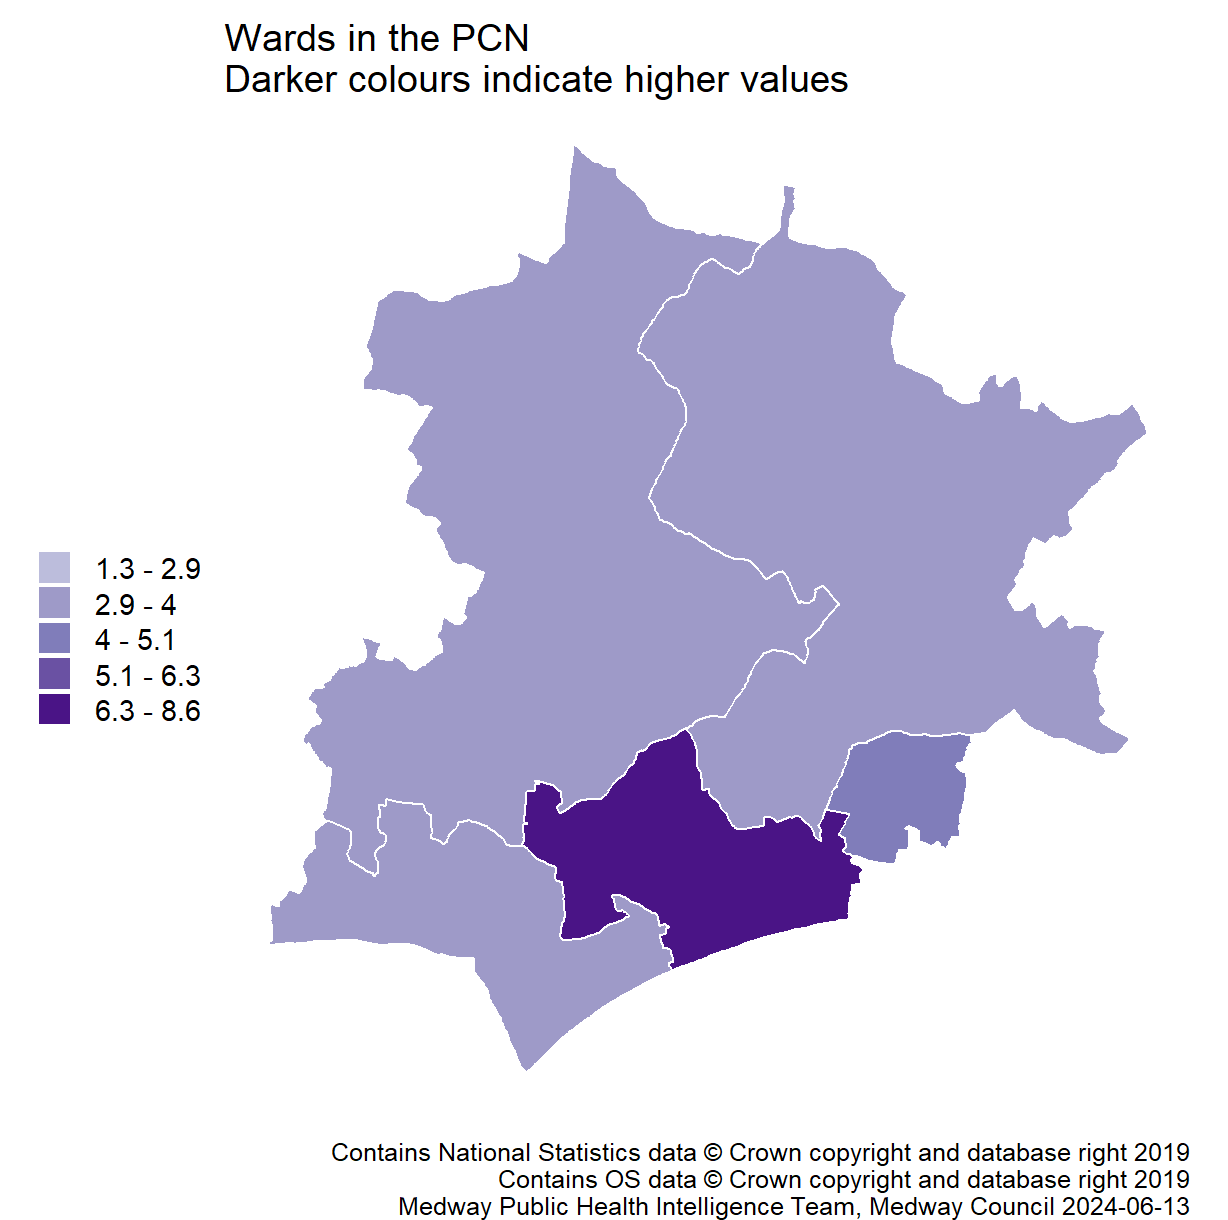 Wards in the PCN
Darker colours indicate higher values
1.3 - 2.9
2.9 - 4
4 - 5.1
5.1 - 6.3
6.3 - 8.6
Contains National Statistics data © Crown copyright and database right 2019
Contains OS data © Crown copyright and database right 2019
Medway Public Health Intelligence Team, Medway Council 2024-06-13